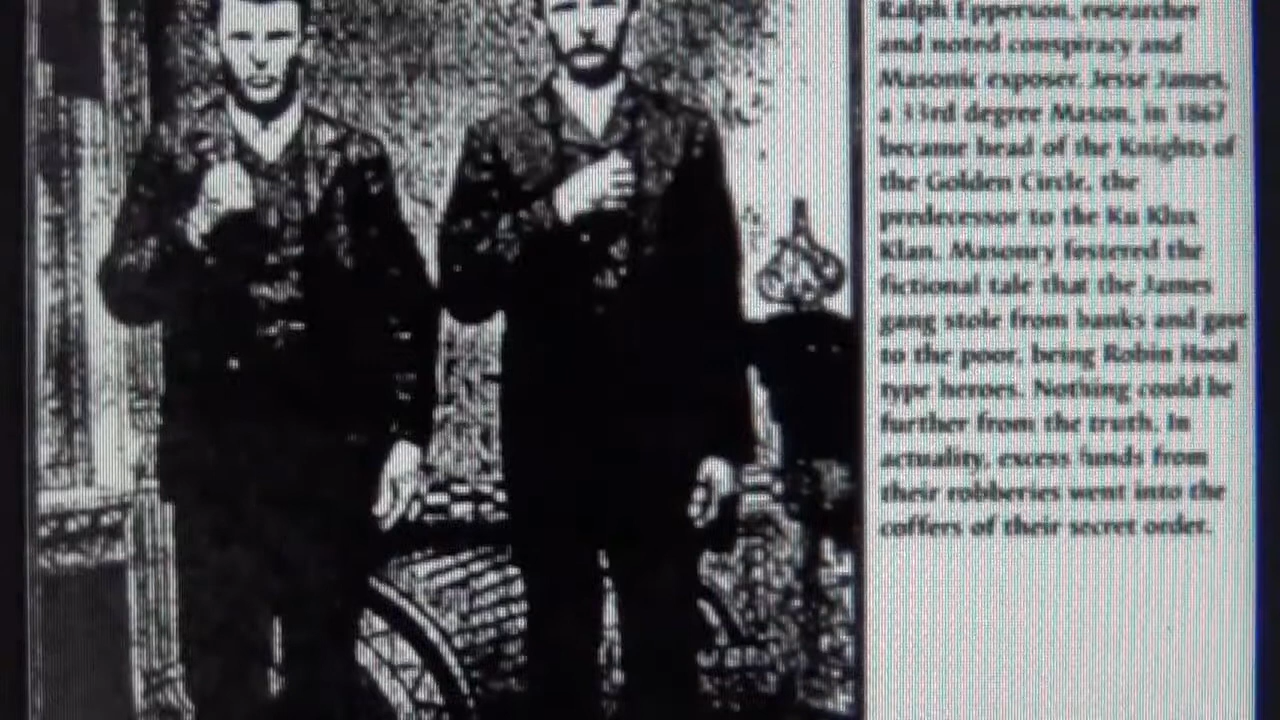 Ralph Epperson, researcher
and noted conspiracy and
Masonic exposer, Jesse James,
a 33rd degree Mason, in 1867
became head of the Knights of
the Golden Circle, the
predecessor to the Ku Klux
Klan. Masonry fostered the
fictional tale that the James
gang stole from banks and gave
to the poor, being Robin Hood
type heroes. Nothing could be
further from the truth. In
actuality, excess funds from
their robberies went into the
coffers of their secret order.